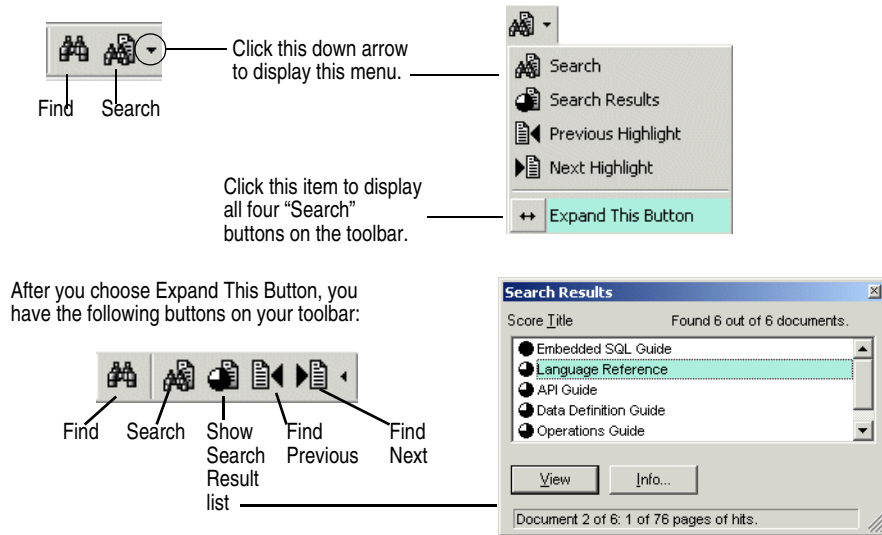 Click this down arrow
to display this menu.
Find
Search
Search
Search Results
Previous Highlight
Next Highlight
Expand This Button
Click this item to display
all four “Search”
buttons on the toolbar.
After you choose Expand This Button, you
have the following buttons on your toolbar:
Find
Search
Show
Search
Result
list
Find
Previous
Find
Next
Search Results
Score Title Found 6 out of 6 documents.
Embedded SQL Guide
Language Reference
API Guide
Data Definition Guide
Operations Guide
View
Info...
Document 2 of 6: 1 of 76 pages of hits.